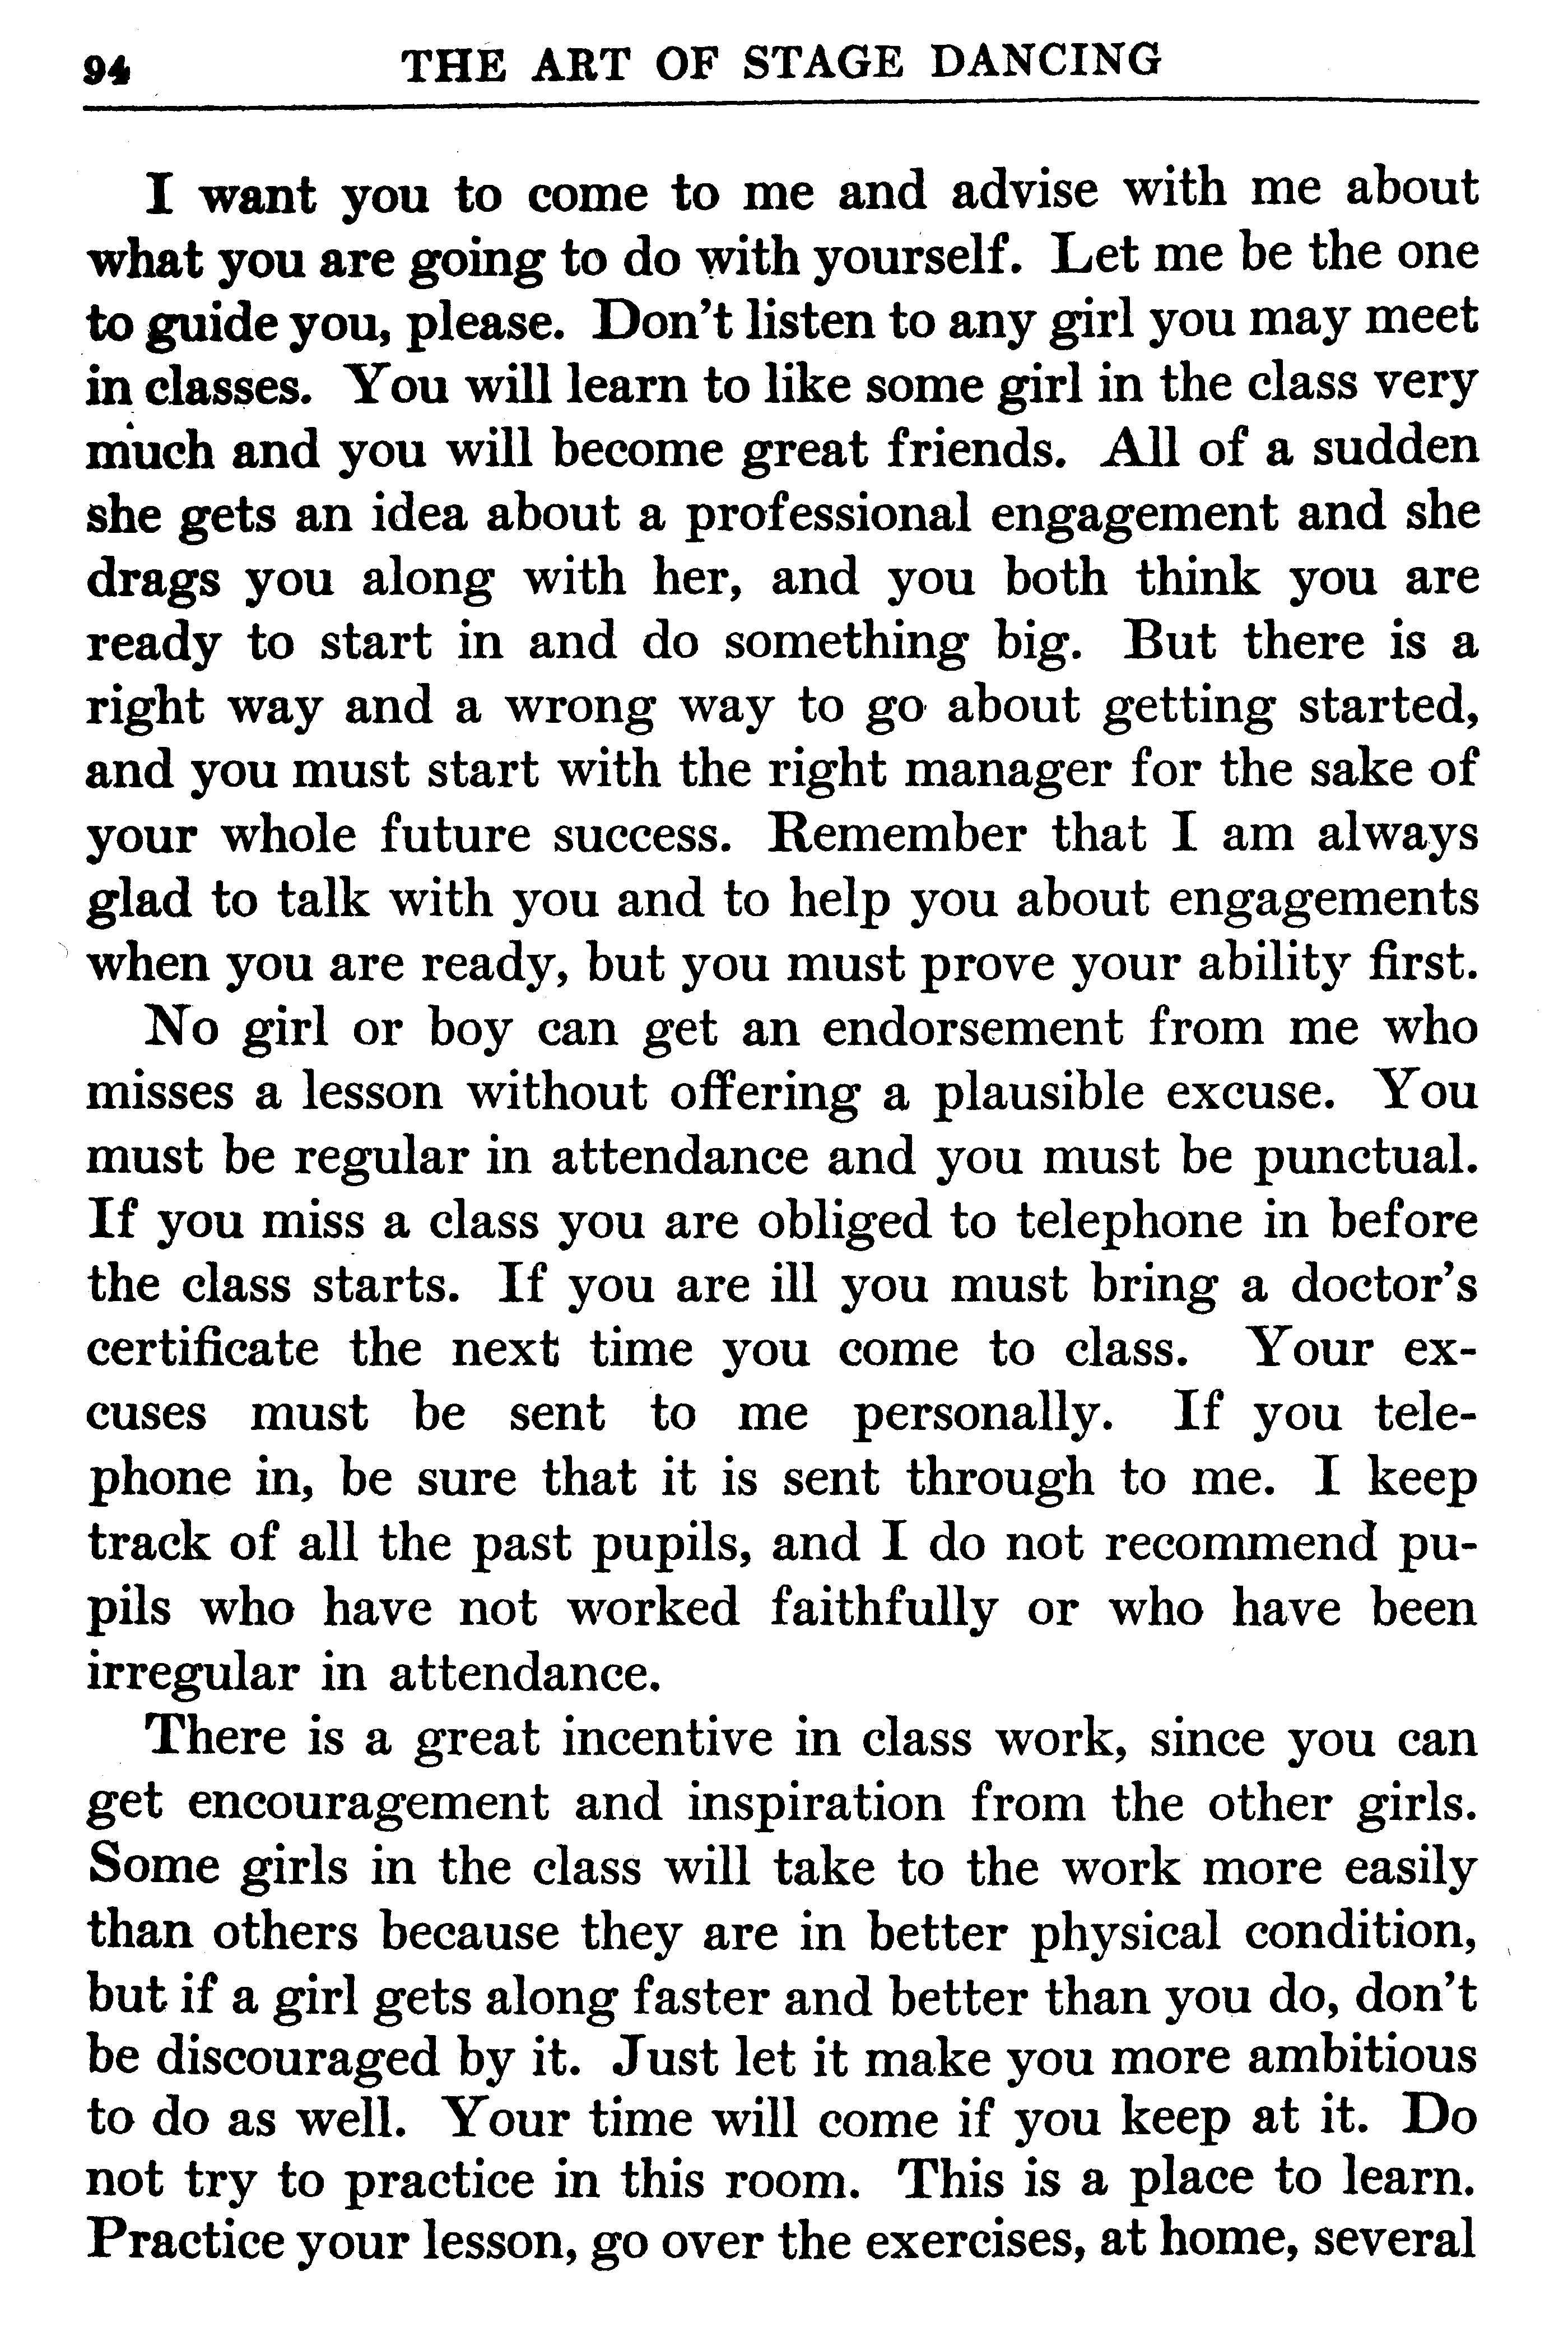 94 THE ART OF STAGE DANCING
I want you to come to me and advise with me about
what you are going to do with yourself. Let me be the one
to guide you, please. Don't listen to any girl you may meet
in classes. You will learn to like some girl in the class very
much and you will become great friends. All of a sudden
she gets an idea about a professional engagement and she
drags you along with her, and you both think you are
ready to start in and do something big. But there is a
right way and a wrong way to go about getting started,
and you must start with the right manager for the sake of
your whole future success. Remember that I am always
glad to talk with you and to help you about engagements
when you are ready, but you must prove your ability first.
No girl or boy can get an endorsement from me who
misses a lesson without offering a plausible excuse. You
must be regular in attendance and you must be punctual.
If you miss a class you are obliged to telephone in before
the class starts. If you are ill you must bring a doctor's
certificate the next time you come to class. Your ex-
cuses must be sent to me personally. If you tele-
phone in, be sure that it is sent through to me. I keep
track of all the past pupils, and I do not recommend pu-
pils who have not worked faithfully or who have been
irregular in attendance.
There is a great incentive in class work, since you can
get encouragement and inspiration from the other girls.
Some girls in the class will take to the work more easily
than others because they are in better physical condition,
but if a girl gets along faster and better than you do, don't
be discouraged by it. Just let it make you more ambitious
to do as well. Your time will come if you keep at it. Do
not try to practice in this room. This is a place to learn.
Practice your lesson, go over the exercises, at home, several